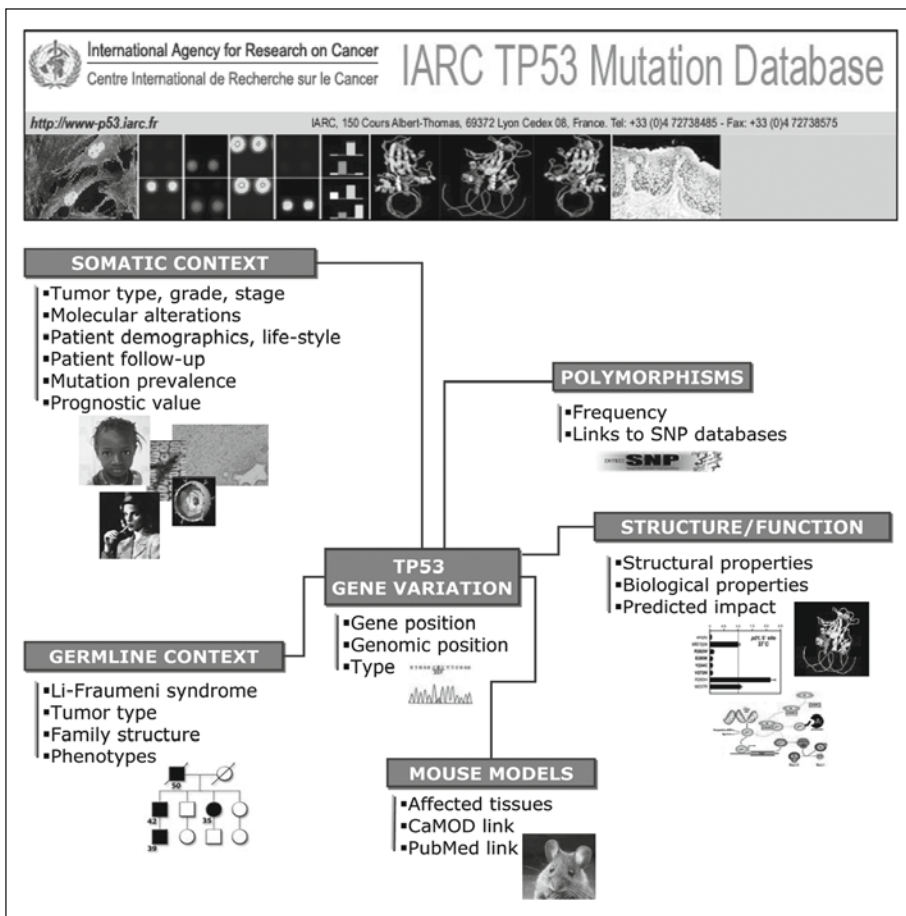 International Agency for Research on Cancer
Centre International de Recherche sur le Cancer
IARC TP53 Mutation Database
http://www-p53.iarc.fr
IARC, 150 Cours Albert-Thomas, 69372 Lyon Cedex 08, France. Tel: +33 (0)4 72738485 - Fax: +33 (0)4 72738575
SOMATIC CONTEXT
▪Tumor type, grade, stage
▪Molecular alterations
▪Patient demographics, life-style
▪Patient follow-up
▪Mutation prevalence
▪Prognostic value
POLYMORPHISMS
▪Frequency
▪Links to SNP databases
SNP
STRUCTURE/FUNCTION
▪Structural properties
▪Biological properties
▪Predicted impact
TP53
GENE VARIATION
▪Gene position
▪Genomic position
▪Type
GERMLINE CONTEXT
▪Li-Fraumeni syndrome
▪Tumor type
▪Family structure
▪Phenotypes
50
42
35
39
MOUSE MODELS
▪Affected tissues
▪CaMOD link
▪PubMed link